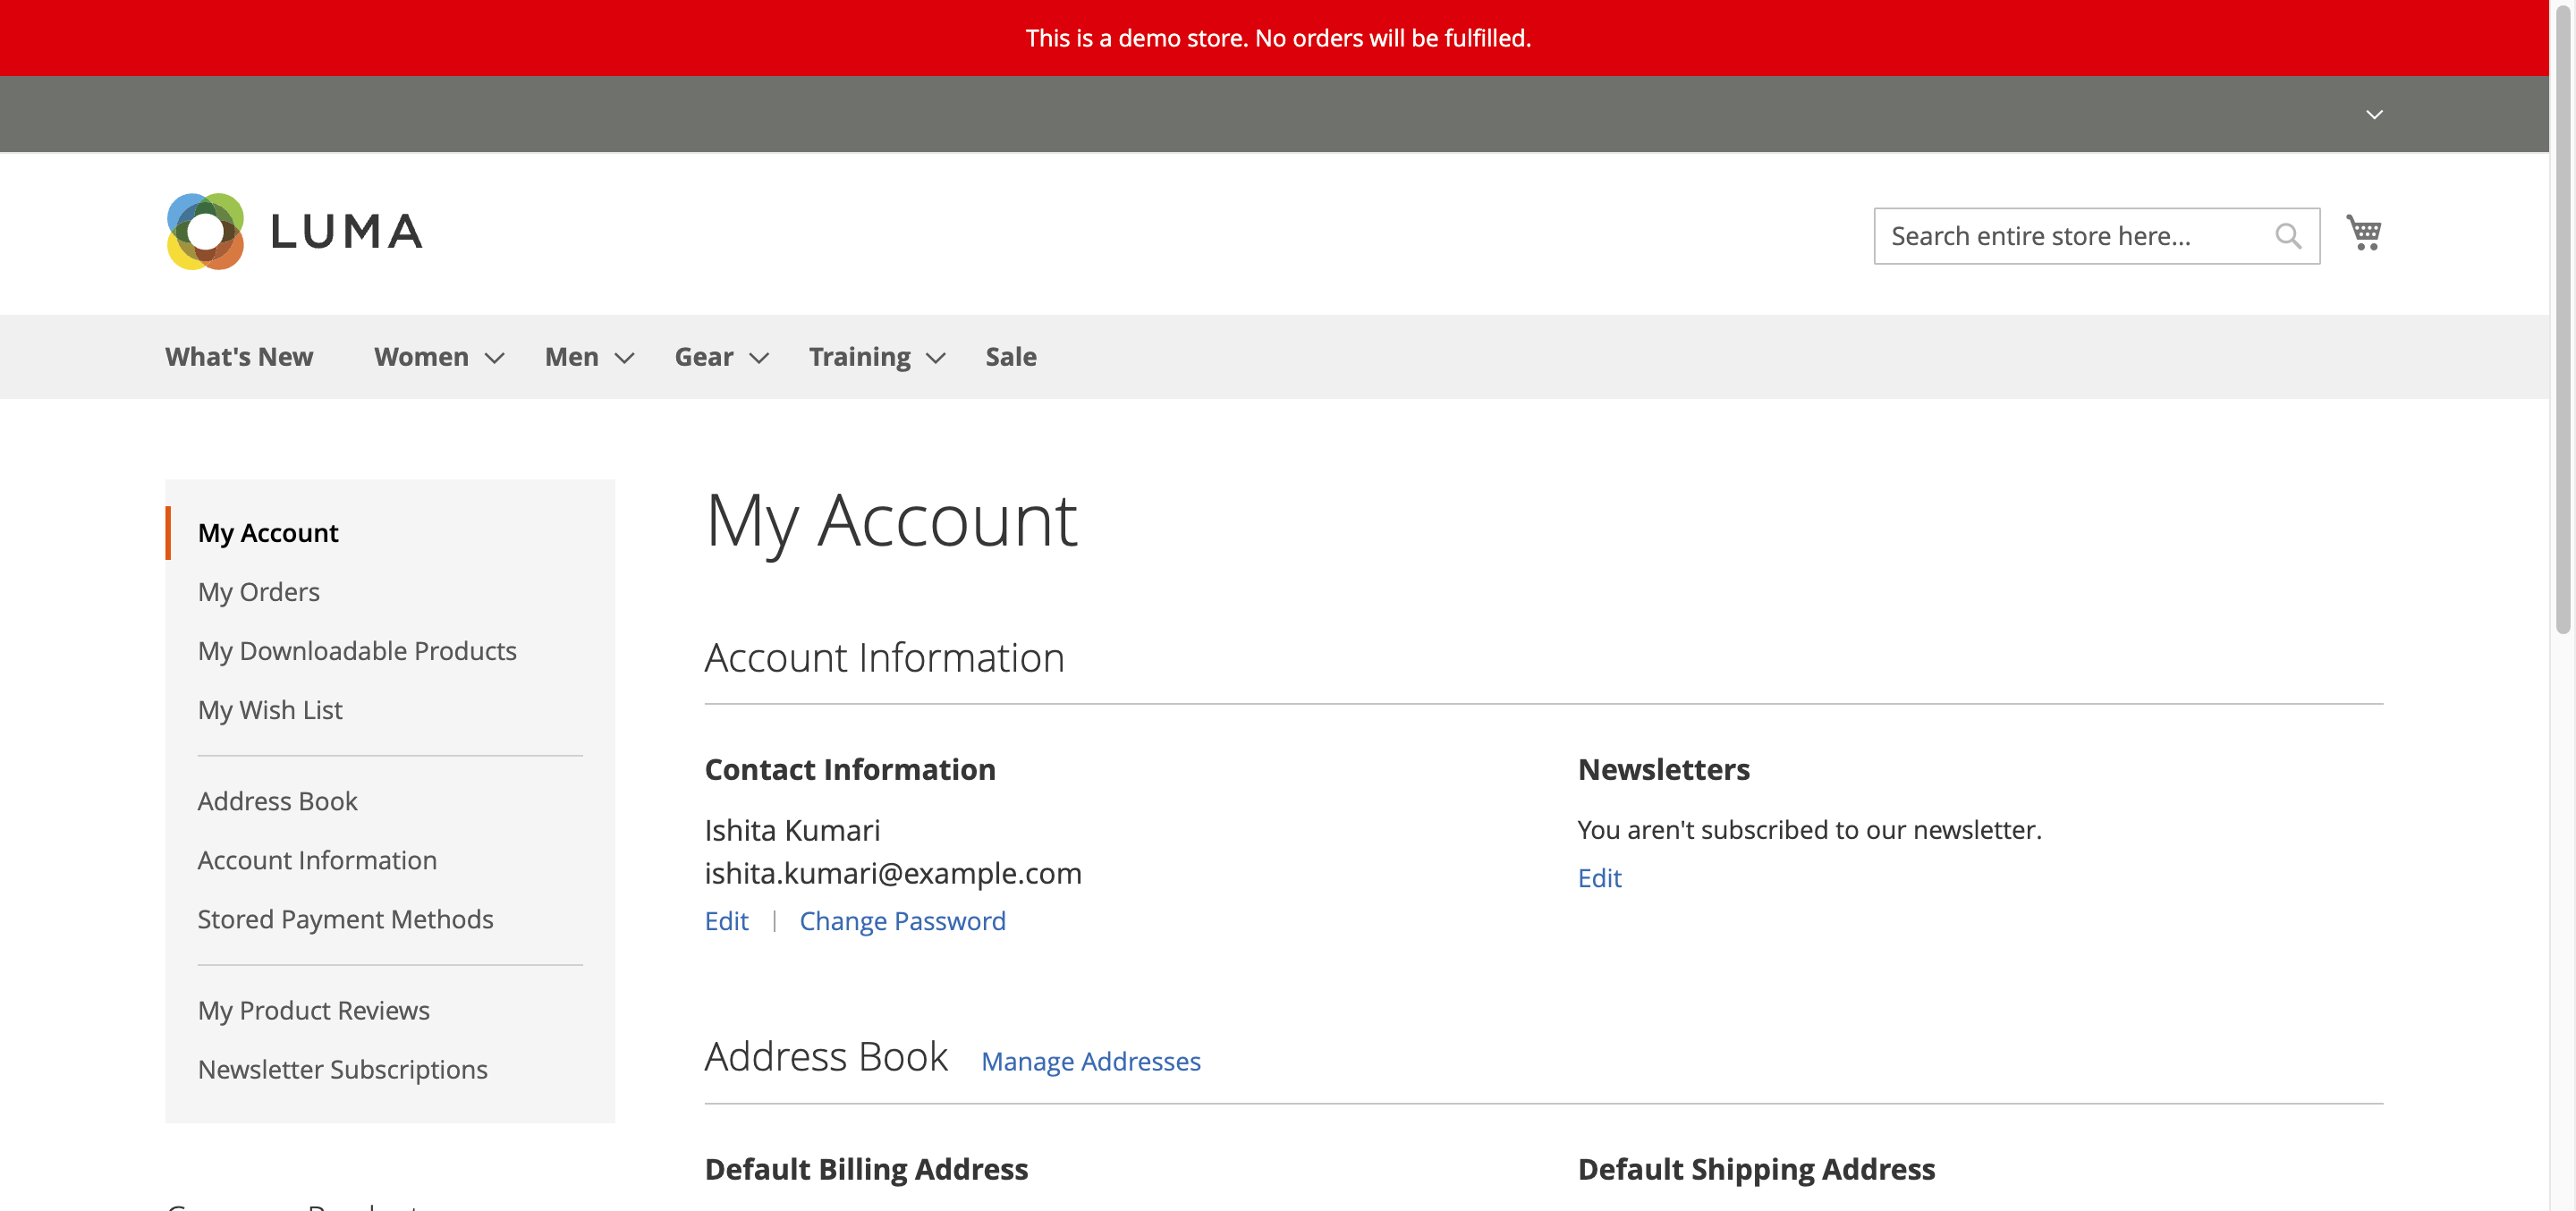 This is a demo store. No orders will be fulfilled.
LUMA
Search entire store here...
What's New Women Men Gear Training Sale
My Account
My Orders
My Downloadable Products
My Wish List
Address Book
Account Information
Stored Payment Methods
My Product Reviews
Newsletter Subscriptions
My Account
Account Information
Contact Information
Ishita Kumari
ishita.kumari@example.com
Edit | Change Password
Newsletters
You aren't subscribed to our newsletter.
Edit
Address Book Manage Addresses
Default Billing Address
Default Shipping Address